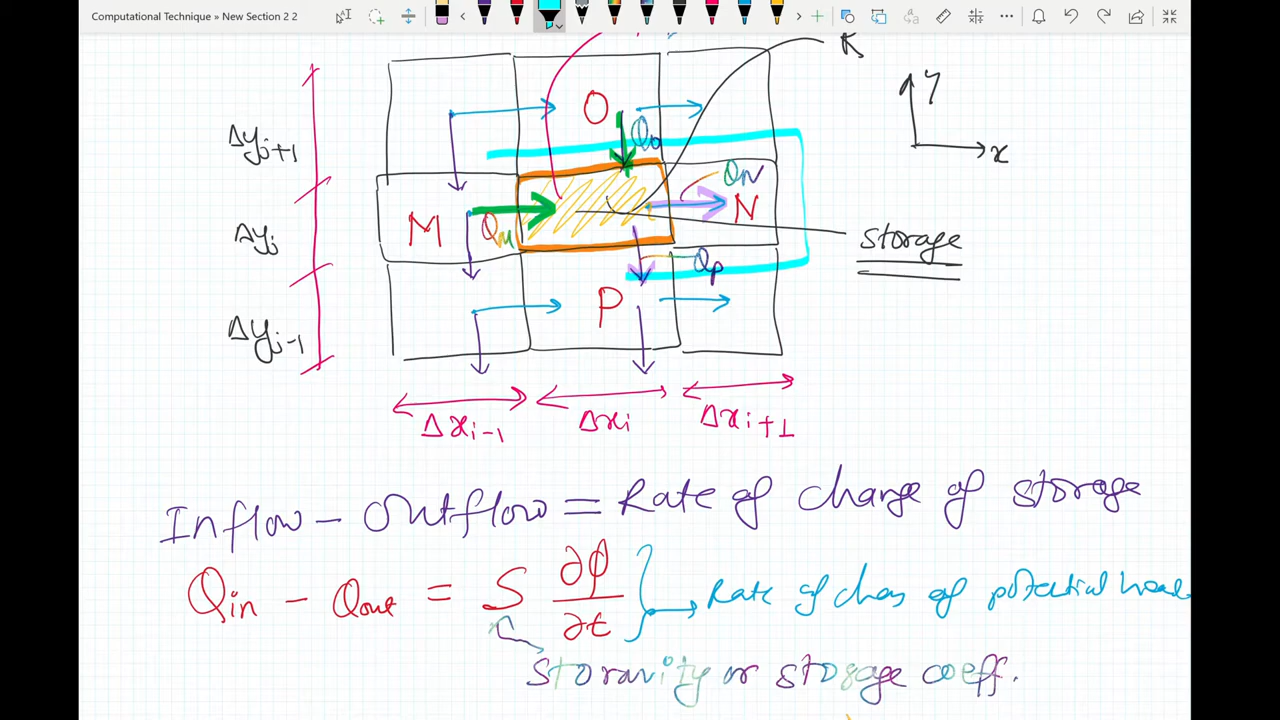 Computational Technique » New Section 2 2
K
Y
O
Qo
Δyj+1
x
QN
M
N
QM
Δyj
storage
Qp
P
Δyj-1
Δxi-1
Δxi
Δxi+1
Inflow - Outflow = Rate of change of storage
Qin - Qout = S ∂φ/∂t } → Rate of of potential head
Storavity or storage coeff.